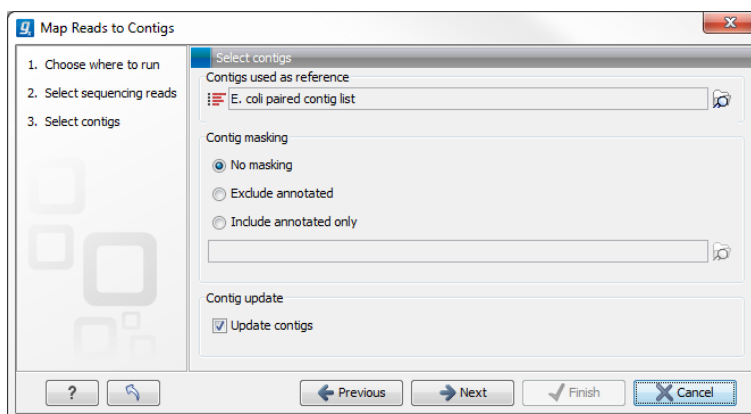 Map Reads to Contigs
1. Choose where to run
2. Select sequencing reads
3. Select contigs
Select contigs
Contigs used as reference
E. coli paired contig list
Contig masking
No masking
Exclude annotated
Include annotated only
Contig update
Update contigs
?
Previous
Next
Finish
Cancel